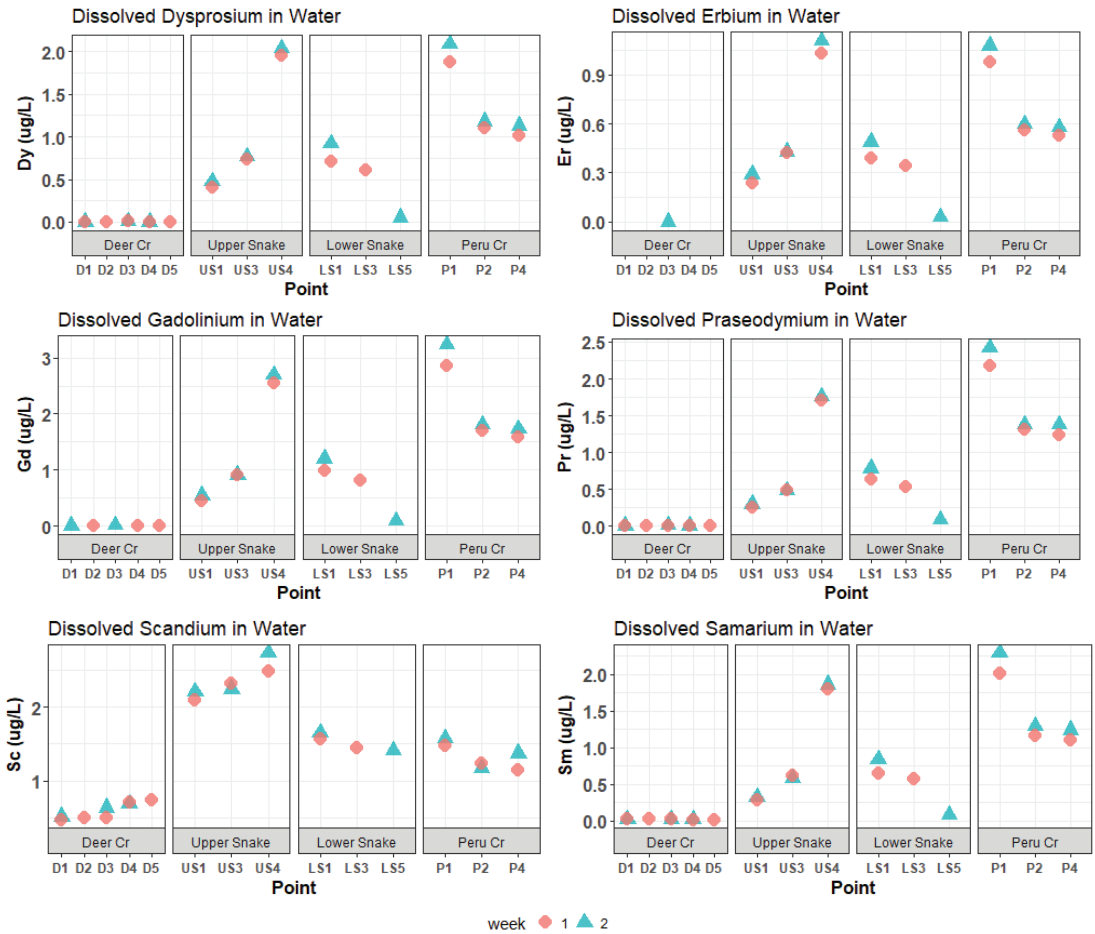 Dissolved Dysprosium in Water
Dy (ug/L)
2.0
1.5
1.0
0.5
0.0
Deer Cr Upper Snake Lower Snake Peru Cr
D1 D2 D3 D4 D5 US1 US3 US4 LS1 LS3 LS5 P1 P2 P4
Point
Dissolved Erbium in Water
Er (ug/L)
0.9
0.6
0.3
0.0
Deer Cr Upper Snake Lower Snake Peru Cr
D1 D2 D3 D4 D5 US1 US3 US4 LS1 LS3 LS5 P1 P2 P4
Point
Dissolved Gadolinium in Water
Gd (ug/L)
3
2
1
0
Deer Cr Upper Snake Lower Snake Peru Cr
D1 D2 D3 D4 D5 US1 US3 US4 LS1 LS3 LS5 P1 P2 P4
Point
Dissolved Praseodymium in Water
Pr (ug/L)
2.5
2.0
1.5
1.0
0.5
0.0
Deer Cr Upper Snake Lower Snake Peru Cr
D1 D2 D3 D4 D5 US1 US3 US4 LS1 LS3 LS5 P1 P2 P4
Point
Dissolved Scandium in Water
Sc (ug/L)
2
1
Deer Cr Upper Snake Lower Snake Peru Cr
D1 D2 D3 D4 D5 US1 US3 US4 LS1 LS3 LS5 P1 P2 P4
Point
Dissolved Samarium in Water
Sm (ug/L)
2.0
1.5
1.0
0.5
0.0
Deer Cr Upper Snake Lower Snake Peru Cr
D1 D2 D3 D4 D5 US1 US3 US4 LS1 LS3 LS5 P1 P2 P4
Point
week 1 2